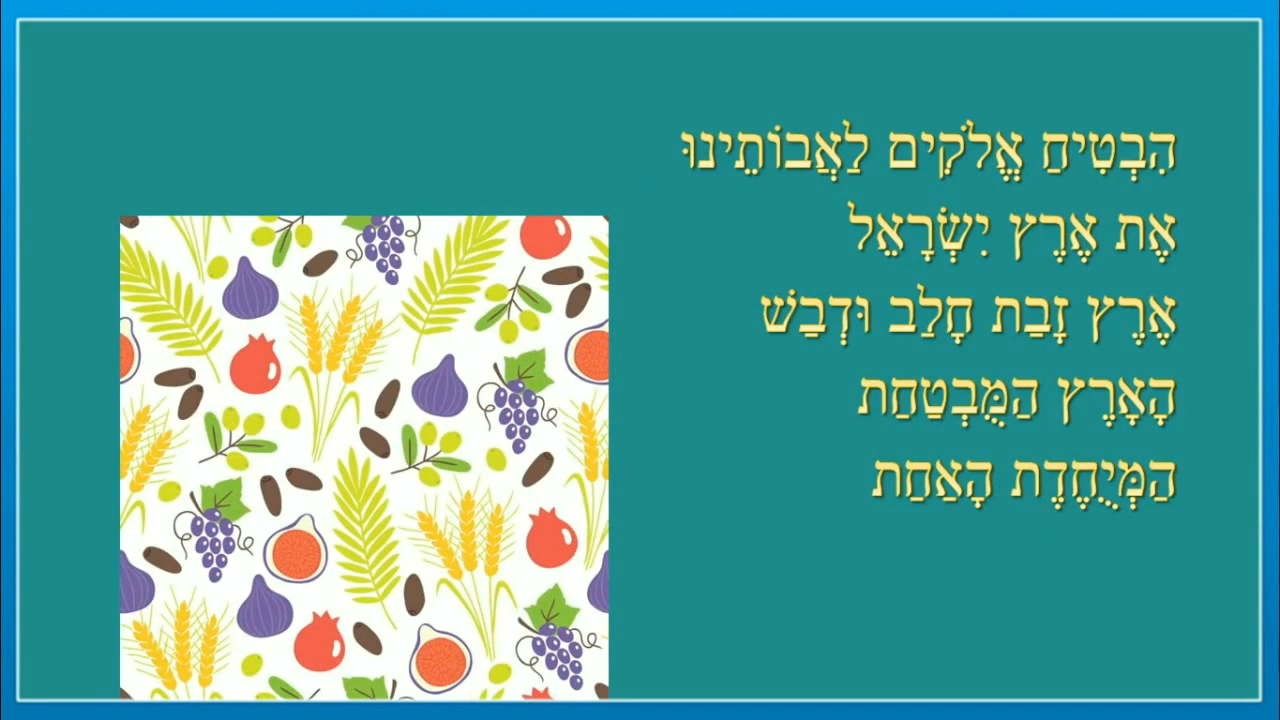 הִבְטִיחַ אֱלֹקִים לַאֲבוֹתֵינוּ
אֶת אֶרֶץ יִשְׂרָאֵל
אֶרֶץ זָבַת חָלַב וּדְבַשׁ
הָאָרֶץ הַמֻּבְטַחַת
הַמְּיֻחֶדֶת הָאַחַת